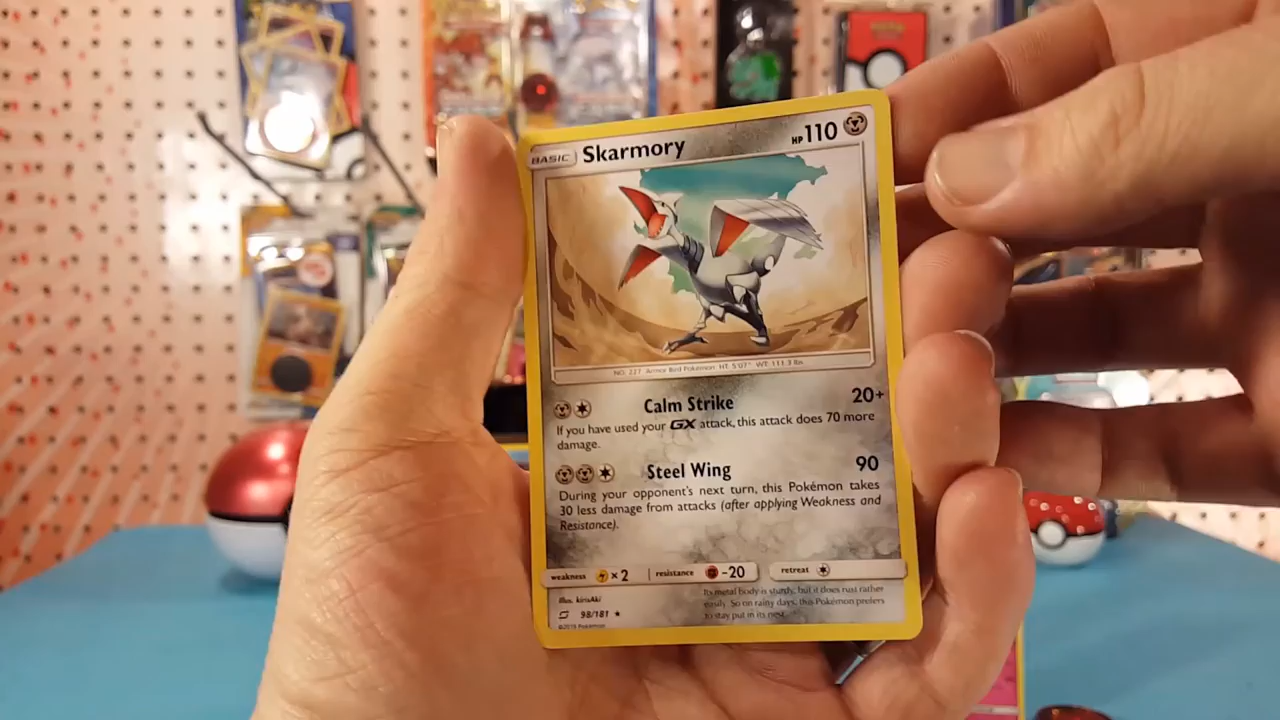 BASIC Skarmory HP 110
NO. 227 Armor Bird Pokémon HT: 5'07" WT: 111.3 lbs
Calm Strike 20+
If you have used your GX attack, this attack does 70 more
damage.
Steel Wing 90
During your opponent's next turn, this Pokémon takes
30 less damage from attacks (after applying Weakness and
Resistance).
weakness ×2 resistance -20 retreat
Illus. kirisAki
98/181 ★
©2019 Pokémon
Its metal body is sturdy, but it does rust rather
easily. So on rainy days, this Pokémon prefers
to stay put in its nest.